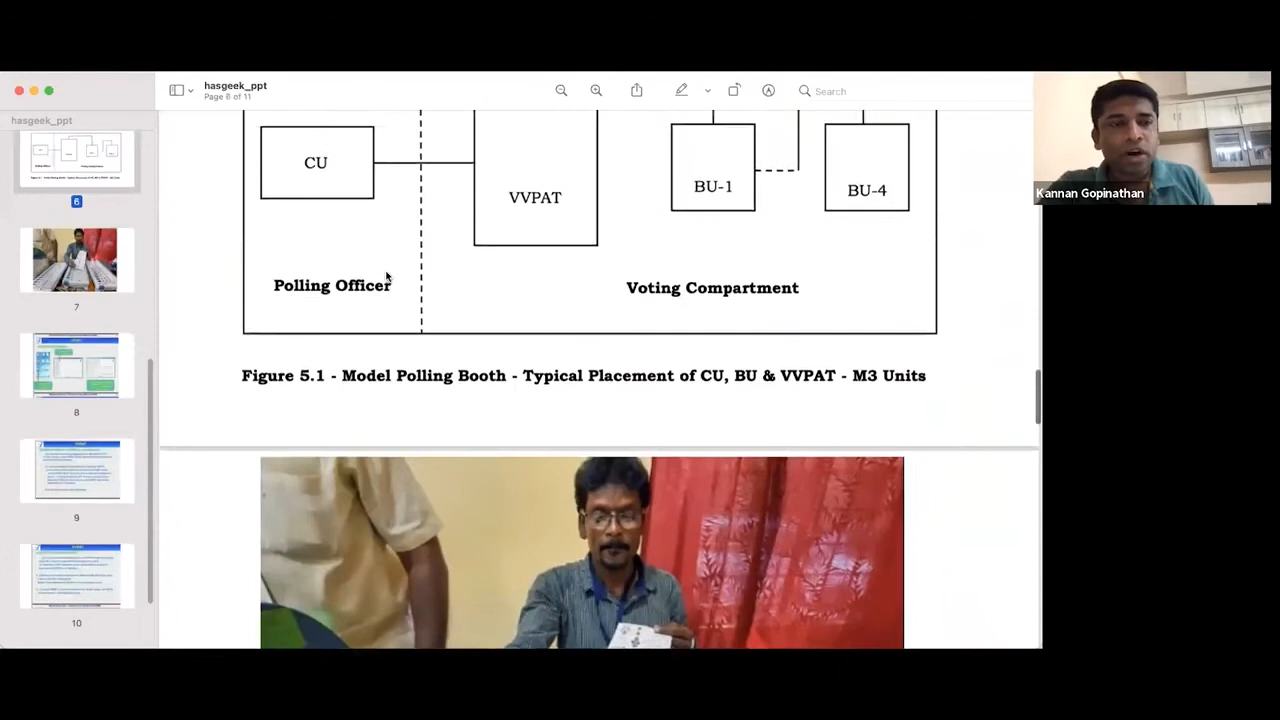 hasgeek_ppt
Page 6 of 11
Search
hasgeek_ppt
6
7
8
9
10
CU
VVPAT
BU-1
BU-4
Polling Officer
Voting Compartment
Figure 5.1 - Model Polling Booth - Typical Placement of CU, BU & VVPAT - M3 Units
Kannan Gopinathan